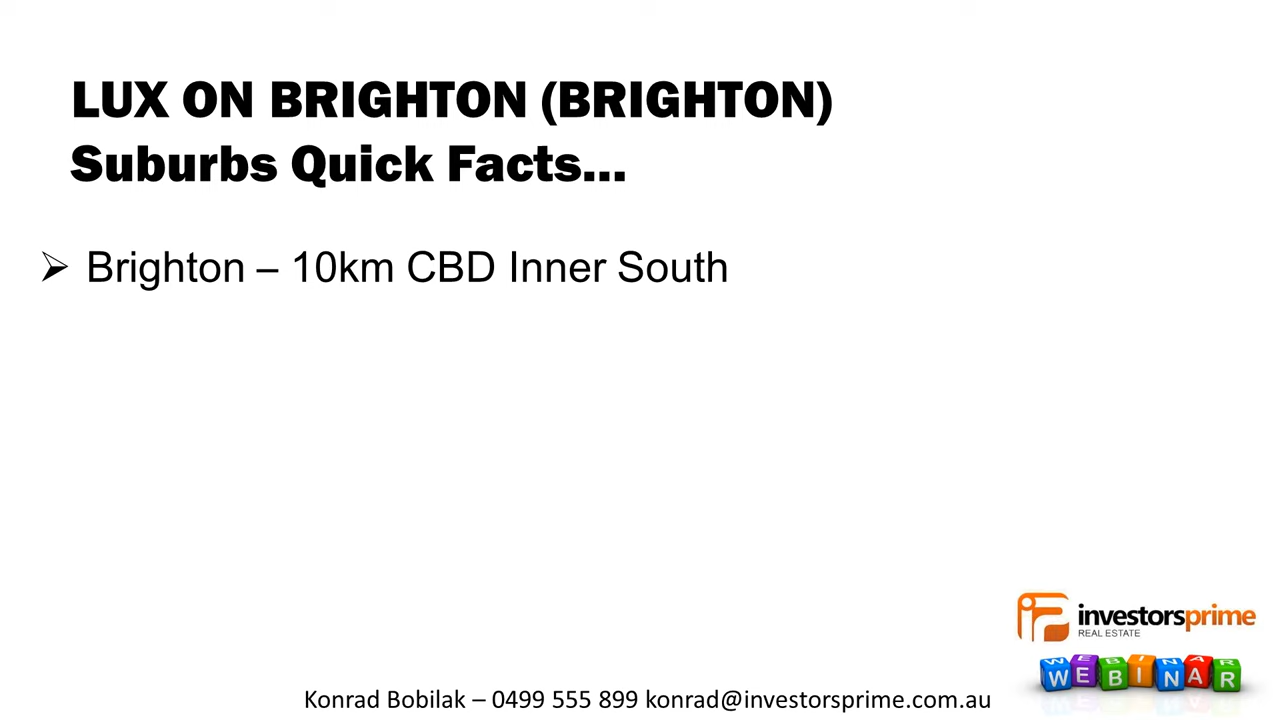 LUX ON BRIGHTON (BRIGHTON)
Suburbs Quick Facts...
➢ Brighton – 10km CBD Inner South
investorsprime
REAL ESTATE
WEBINAR
WEBINAR
Konrad Bobilak – 0499 555 899 konrad@investorsprime.com.au